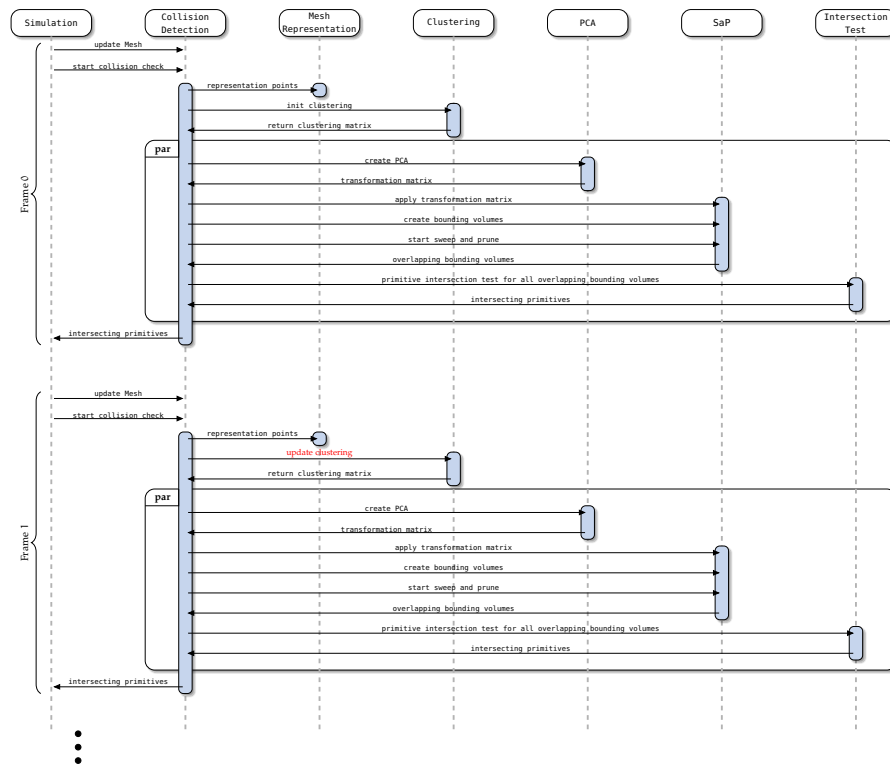 Simulation
Collision
Detection
Mesh
Representation
Clustering
PCA
SaP
Intersection
Test
Frame 0
update Mesh
start collision check
representation points
init clustering
return clustering matrix
par
create PCA
transformation matrix
apply transformation matrix
create bounding volumes
start sweep and prune
overlapping bounding volumes
primitive intersection test for all overlapping bounding volumes
intersecting primitives
intersecting primitives
Frame 1
update Mesh
start collision check
representation points
update clustering
return clustering matrix
par
create PCA
transformation matrix
apply transformation matrix
create bounding volumes
start sweep and prune
overlapping bounding volumes
primitive intersection test for all overlapping bounding volumes
intersecting primitives
intersecting primitives